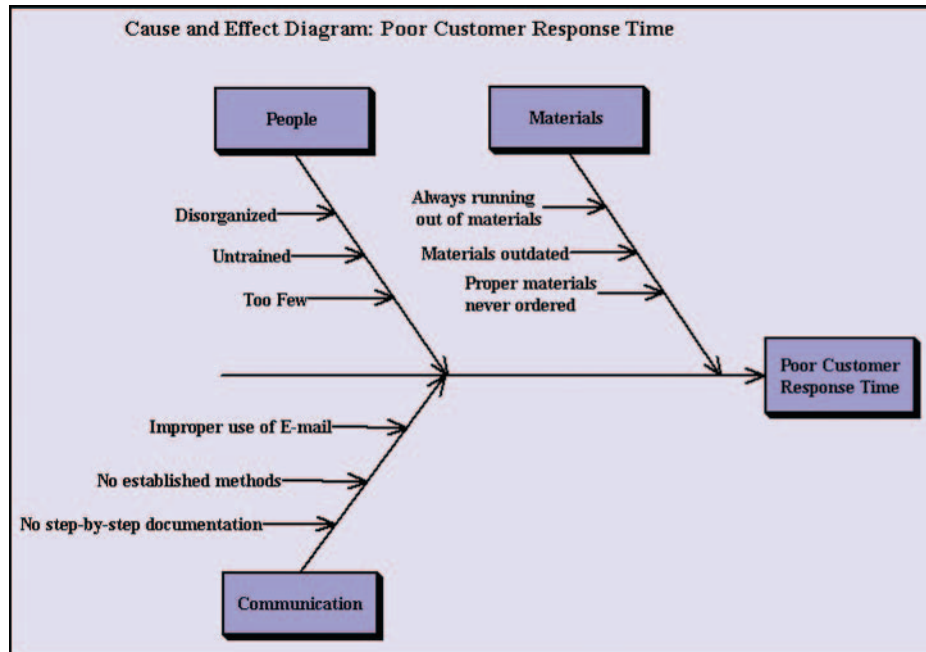 Cause and Effect Diagram: Poor Customer Response Time
People
Materials
Disorganized
Untrained
Too Few
Always running
out of materials
Materials outdated
Proper materials
never ordered
Poor Customer
Response Time
Improper use of E-mail
No established methods
No step-by-step documentation
Communication